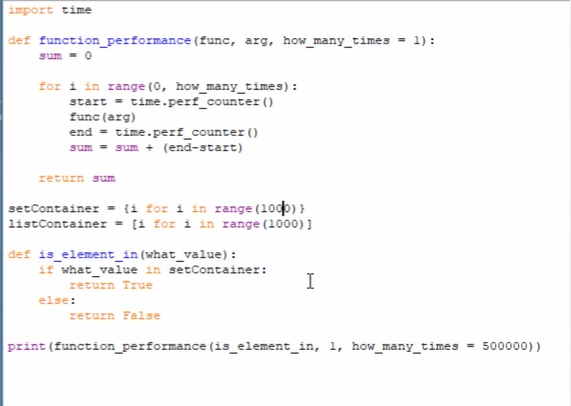 import time
def function_performance(func, arg, how_many_times = 1):
    sum = 0
    for i in range(0, how_many_times):
        start = time.perf_counter()
        func(arg)
        end = time.perf_counter()
        sum = sum + (end-start)
    return sum
setContainer = {i for i in range(1000)}
listContainer = [i for i in range(1000)]
def is_element_in(what_value):
    if what_value in setContainer:
        return True
    else:
        return False
print(function_performance(is_element_in, 1, how_many_times = 500000))